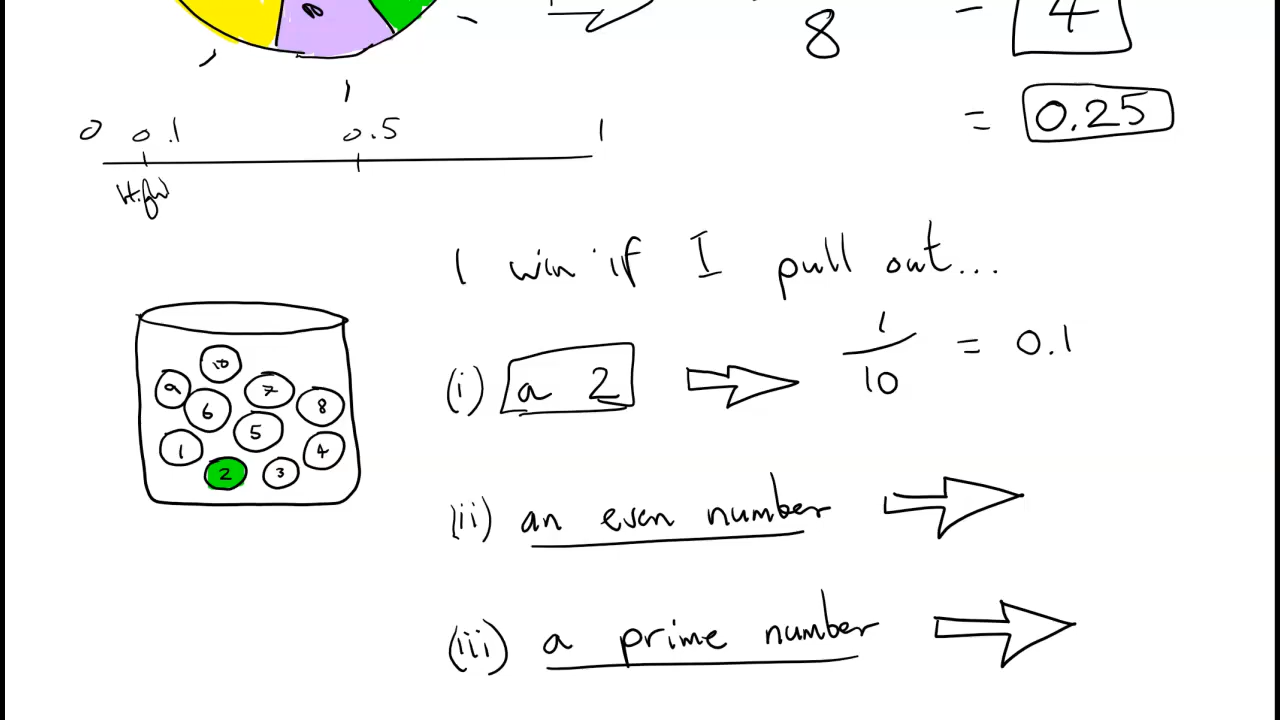 8
= 4
= 0.25
0 0.1 0.5 1
I win if I pull out...
(i) a 2 1/10 = 0.1
10
9 7
6 8
5
1 4
2 3
(ii) an even number
(iii) a prime number